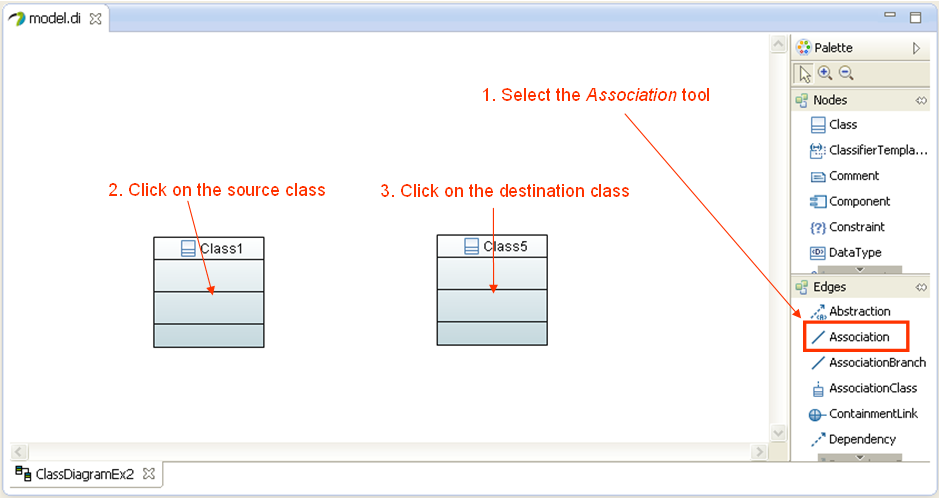 model.di
Palette
1. Select the Association tool
Nodes
Class
ClassifierTempla...
2. Click on the source class
3. Click on the destination class
Comment
Component
{?} Constraint
DataType
Class1
Class5
Edges
Abstraction
Association
AssociationBranch
AssociationClass
ContainmentLink
Dependency
ClassDiagramEx2